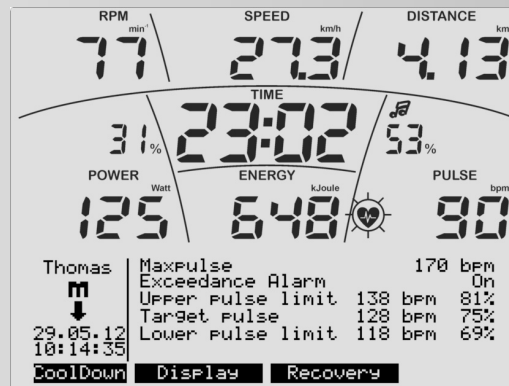 RPM SPEED DISTANCE
min⁻¹ km/h km
77 27.3 4.13
TIME
31% 23:02 53%
POWER ENERGY PULSE
Watt kJoule bpm
125 648 90
Thomas
m
29.05.12
10:14:35
Maxpulse 170 bpm
Exceedance Alarm On
Upper pulse limit 138 bpm 81%
Target pulse 128 bpm 75%
Lower pulse limit 118 bpm 69%
CoolDown Display Recovery